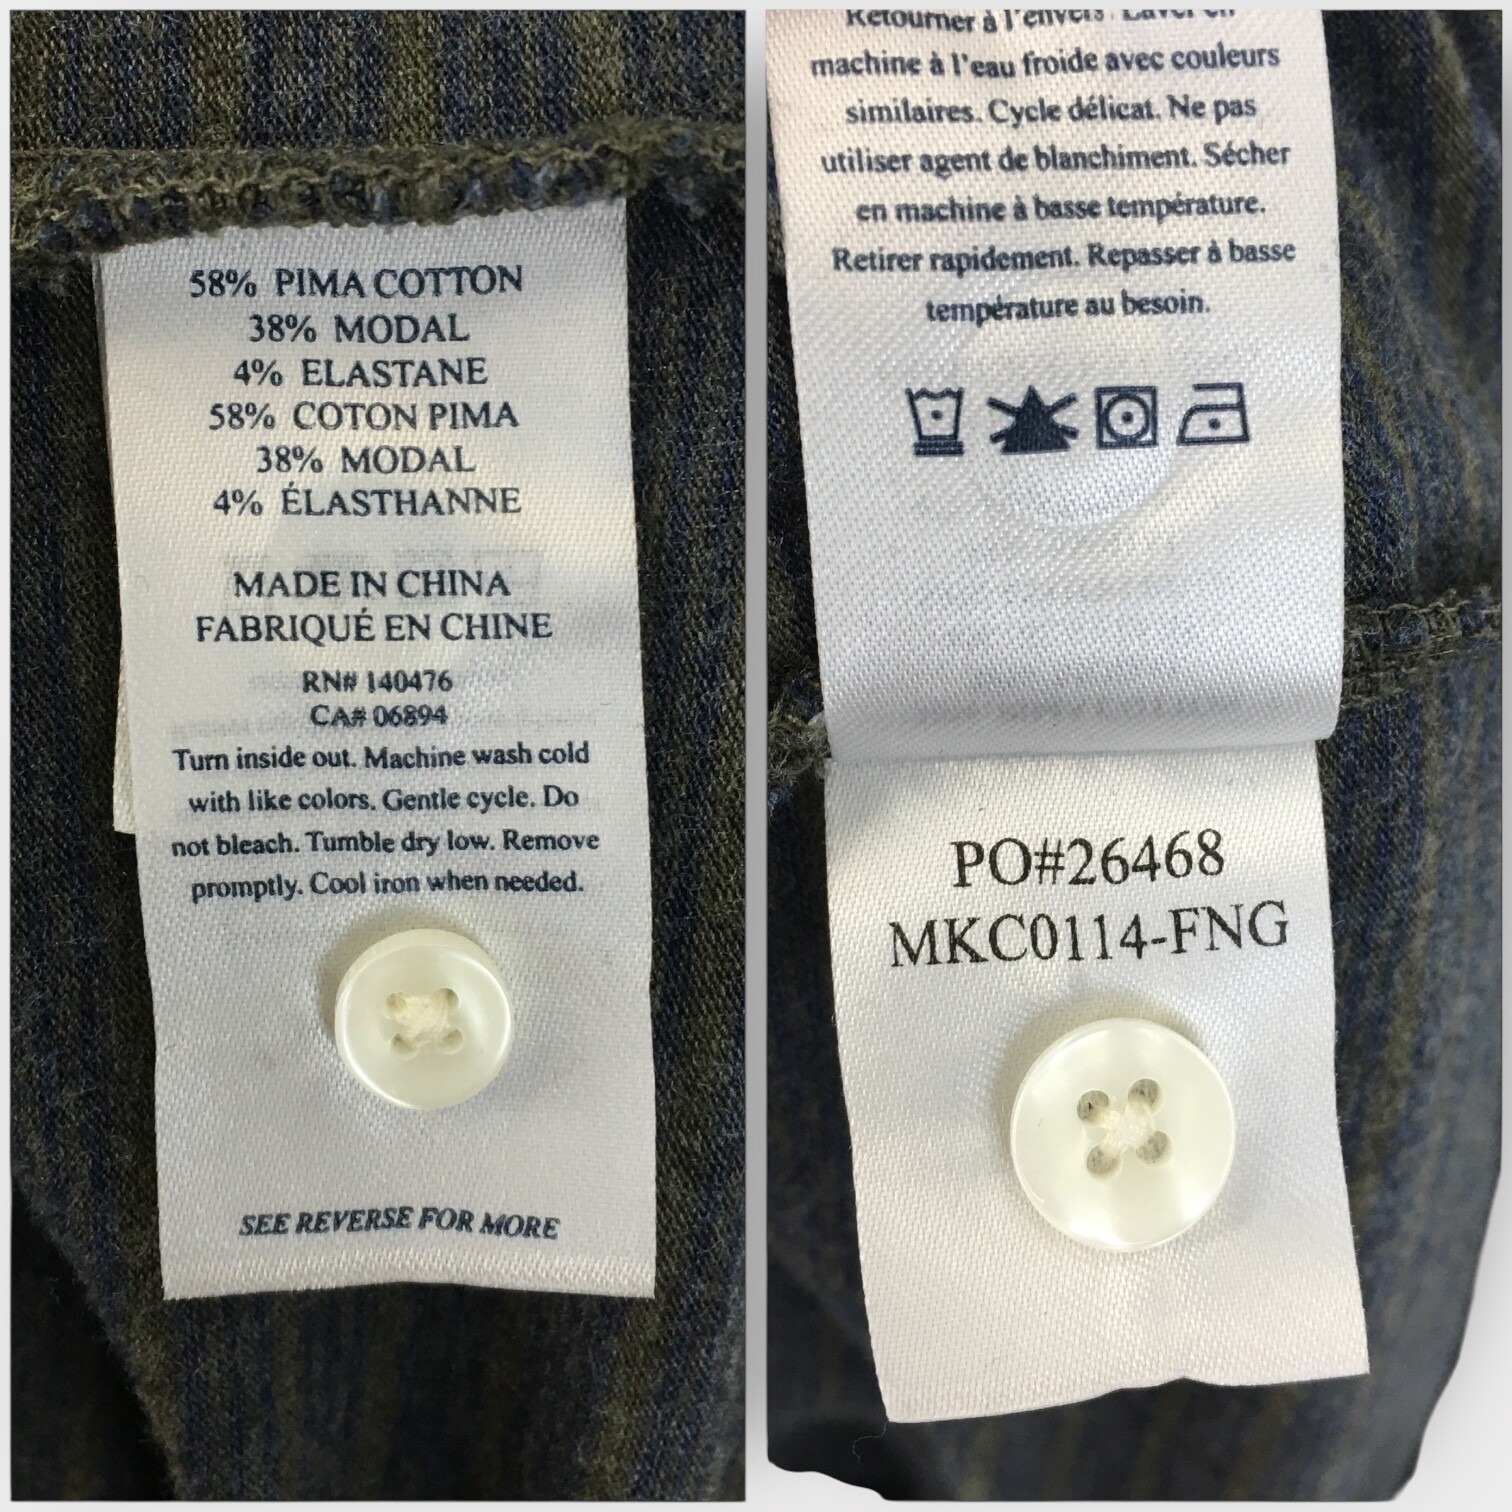 58% PIMA COTTON
38% MODAL
4% ELASTANE
58% COTON PIMA
38% MODAL
4% ÉLASTHANNE
MADE IN CHINA
FABRIQUÉ EN CHINE
RN# 140476
CA# 06894
Turn inside out. Machine wash cold
with like colors. Gentle cycle. Do
not bleach. Tumble dry low. Remove
promptly. Cool iron when needed.
SEE REVERSE FOR MORE
Retourner à l'envers. Laver en
machine à l'eau froide avec couleurs
similaires. Cycle délicat. Ne pas
utiliser agent de blanchiment. Sécher
en machine à basse température.
Retirer rapidement. Repasser à basse
température au besoin.
PO#26468
MKC0114-FNG